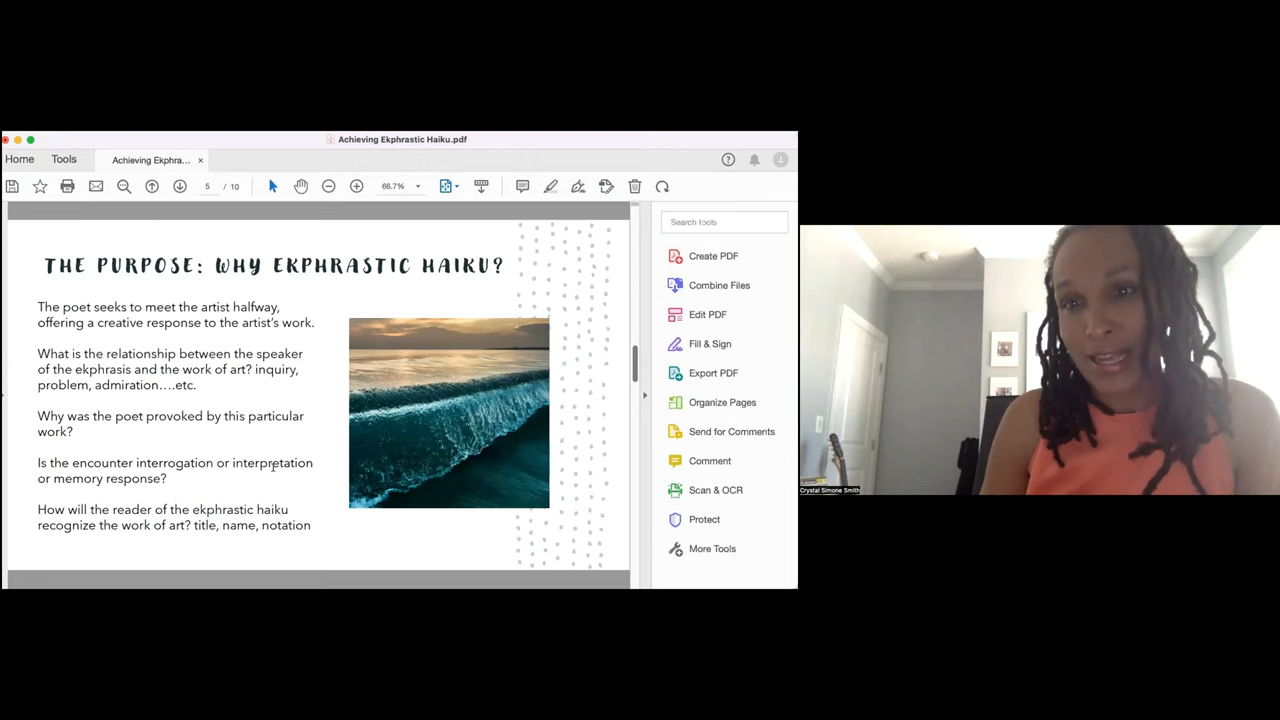 Achieving Ekphrastic Haiku.pdf
Home Tools Achieving Ekphra... ×
5 / 10 66.7%
THE PURPOSE: WHY EKPHRASTIC HAIKU?
The poet seeks to meet the artist halfway,
offering a creative response to the artist's work.
What is the relationship between the speaker
of the ekphrasis and the work of art? inquiry,
problem, admiration....etc.
Why was the poet provoked by this particular
work?
Is the encounter interrogation or interpretation
or memory response?
How will the reader of the ekphrastic haiku
recognize the work of art? title, name, notation
Search tools
Create PDF
Combine Files
Edit PDF
Fill & Sign
Export PDF
Organize Pages
Send for Comments
Comment
Scan & OCR
Protect
More Tools
Crystal Simone Smith